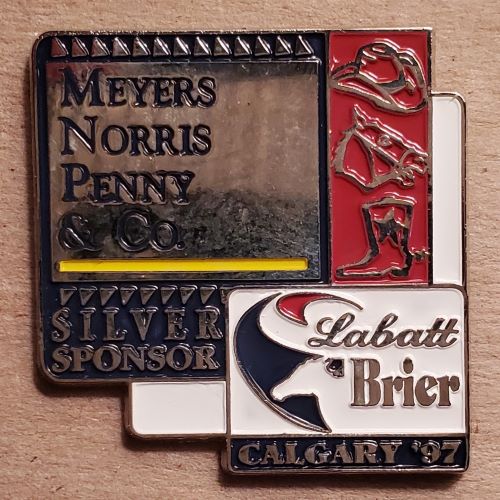 MEYERS
NORRIS
PENNY
& CO.
SILVER
SPONSOR
Labatt
Brier
CALGARY '97